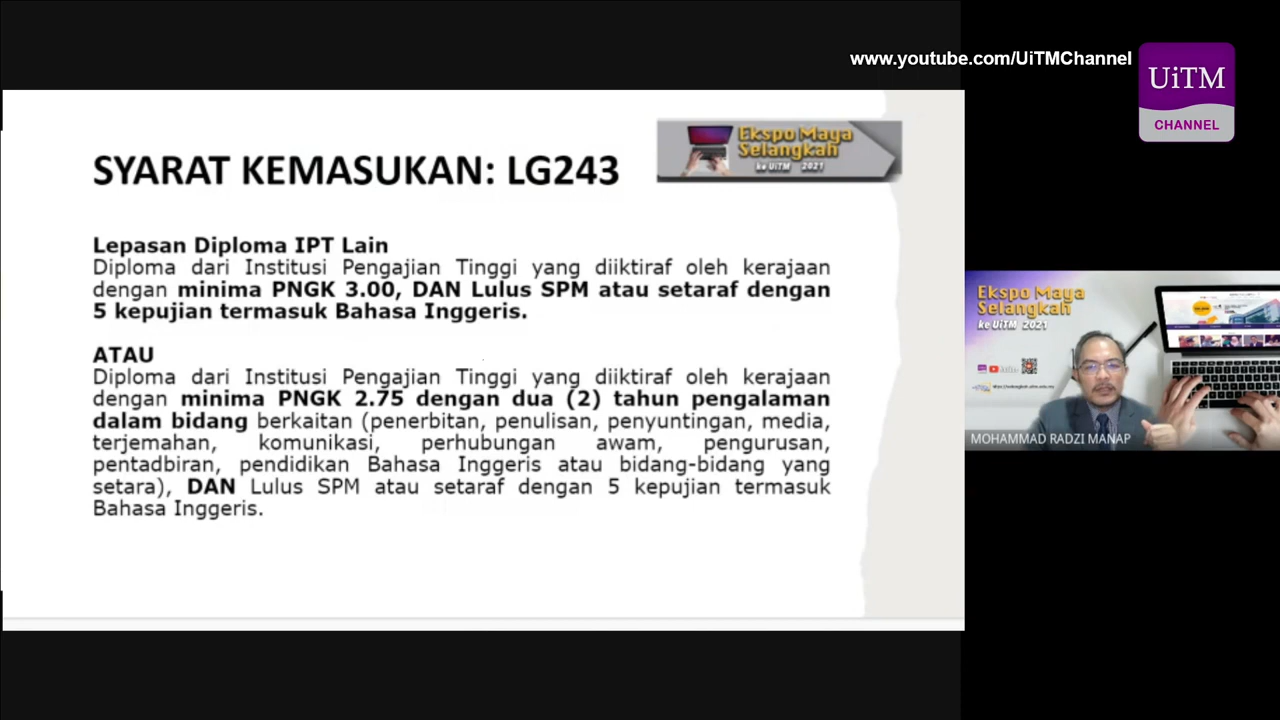 www.youtube.com/UiTMChannel
UiTM
CHANNEL
Ekspo Maya
Selangkah
ke UiTM 2021
SYARAT KEMASUKAN: LG243
Lepasan Diploma IPT Lain
Diploma dari Institusi Pengajian Tinggi yang diiktiraf oleh kerajaan
dengan minima PNGK 3.00, DAN Lulus SPM atau setaraf dengan
5 kepujian termasuk Bahasa Inggeris.
ATAU
Diploma dari Institusi Pengajian Tinggi yang diiktiraf oleh kerajaan
dengan minima PNGK 2.75 dengan dua (2) tahun pengalaman
dalam bidang berkaitan (penerbitan, penulisan, penyuntingan, media,
terjemahan, komunikasi, perhubungan awam, pengurusan,
pentadbiran, pendidikan Bahasa Inggeris atau bidang-bidang yang
setara), DAN Lulus SPM atau setaraf dengan 5 kepujian termasuk
Bahasa Inggeris.
Ekspo Maya
Selangkah
ke UiTM 2021
MOHAMMAD RADZI MANAP